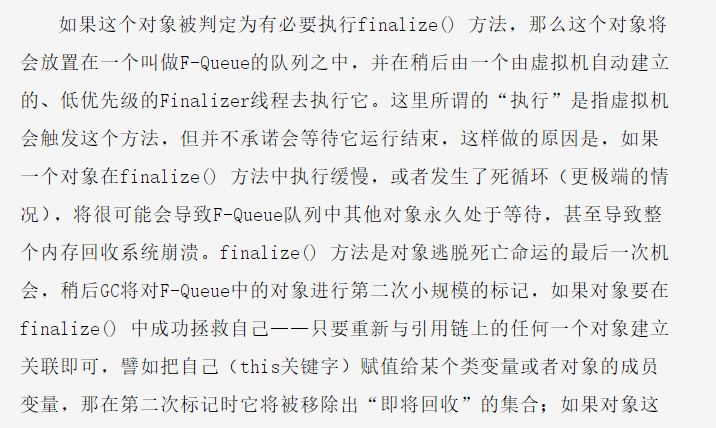 如果这个对象被判定为有必要执行finalize() 方法，那么这个对象将
会放置在一个叫做F-Queue的队列之中，并在稍后由一个由虚拟机自动建立
的、低优先级的Finalizer线程去执行它。这里所谓的“执行”是指虚拟机
会触发这个方法，但并不承诺会等待它运行结束，这样做的原因是，如果
一个对象在finalize() 方法中执行缓慢，或者发生了死循环（更极端的情
况），将很可能会导致F-Queue队列中其他对象永久处于等待，甚至导致整
个内存回收系统崩溃。finalize() 方法是对象逃脱死亡命运的最后一次机
会，稍后GC将对F-Queue中的对象进行第二次小规模的标记，如果对象要在
finalize() 中成功拯救自己——只要重新与引用链上的任何一个对象建立
关联即可，譬如把自己（this关键字）赋值给某个类变量或者对象的成员
变量，那在第二次标记时它将被移除出“即将回收”的集合；如果对象这